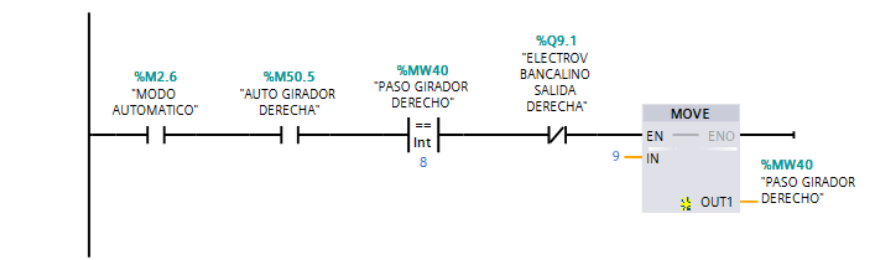 %M2.6
"MODO
AUTOMATICO"
%M50.5
"AUTO GIRADOR
DERECHA"
%MW40
"PASO GIRADOR
DERECHO"
==
Int
8
%Q9.1
"ELECTROV
BANCALINO
SALIDA
DERECHA"
MOVE
EN
ENO
9
IN
OUT1
%MW40
"PASO GIRADOR
DERECHO"